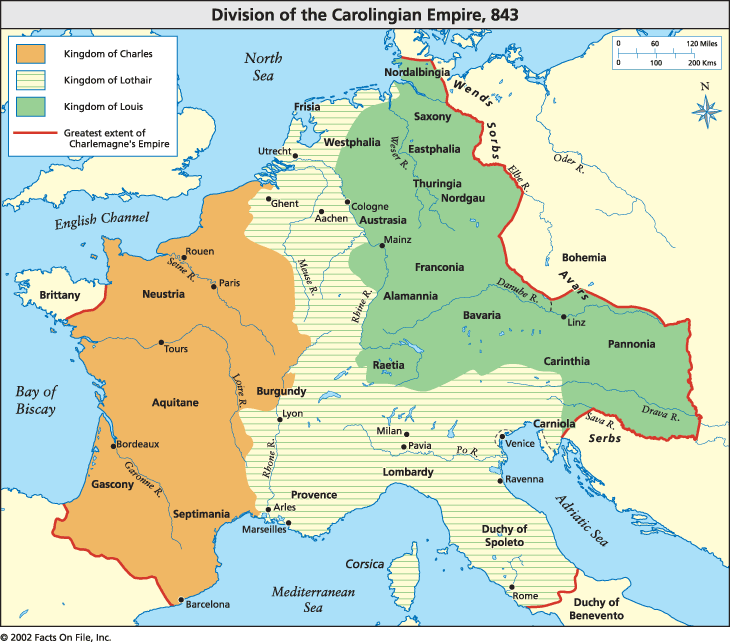 Division of the Carolingian Empire, 843
Kingdom of Charles
Kingdom of Lothair
Kingdom of Louis
Greatest extent of
Charlemagne's Empire
0 60 120 Miles
0 100 200 Kms
N
North
Sea
Nordalbingia
Wends
Sorbs
Saxony
Frisia
Westphalia
Eastphalia
Weser R.
Oder R.
Elbe R.
Utrecht
Thuringia
Nordgau
Ghent
Cologne
Aachen
Austrasia
English Channel
Mainz
Rouen
Seine R.
Paris
Meuse R.
Rhine R.
Franconia
Bohemia
Avars
Brittany
Neustria
Alamannia
Danube R.
Bavaria
Linz
Pannonia
Tours
Raetia
Carinthia
Bay of
Biscay
Aquitane
Loire R.
Burgundy
Lyon
Drava R.
Sava R.
Carniola
Serbs
Milan
Pavia
Po R.
Venice
Bordeaux
Garonne R.
Rhone R.
Lombardy
Ravenna
Gascony
Septimania
Provence
Arles
Marseilles
Adriatic Sea
Duchy of
Spoleto
Corsica
Mediterranean
Sea
Rome
Duchy of
Benevento
Barcelona
© 2002 Facts On File, Inc.